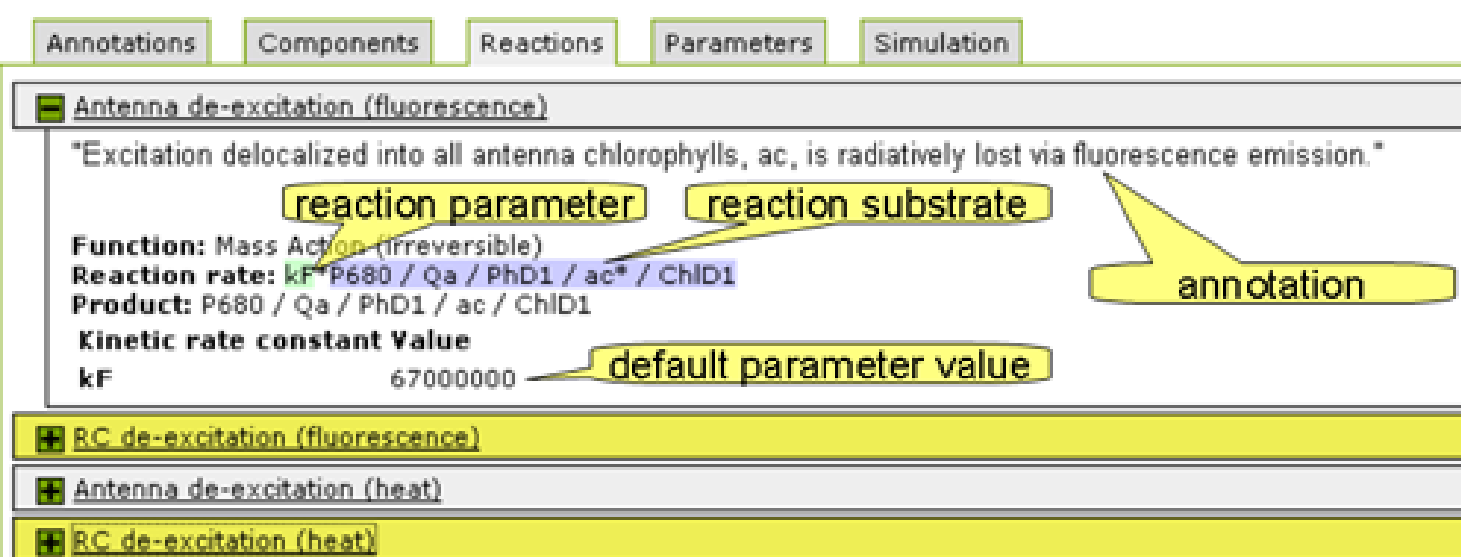 Annotations Components Reactions Parameters Simulation
Antenna de-excitation (fluorescence)
"Excitation delocalized into all antenna chlorophylls, ac, is radiatively lost via fluorescence emission."
reaction parameter reaction substrate
Function: Mass Action (irreversible)
Reaction rate: kF*P680 / Qa / PhD1 / ac* / ChlD1
annotation
Product: P680 / Qa / PhD1 / ac / ChlD1
Kinetic rate constant Value
default parameter value
kF 67000000
RC de-excitation (fluorescence)
Antenna de-excitation (heat)
RC de-excitation (heat)